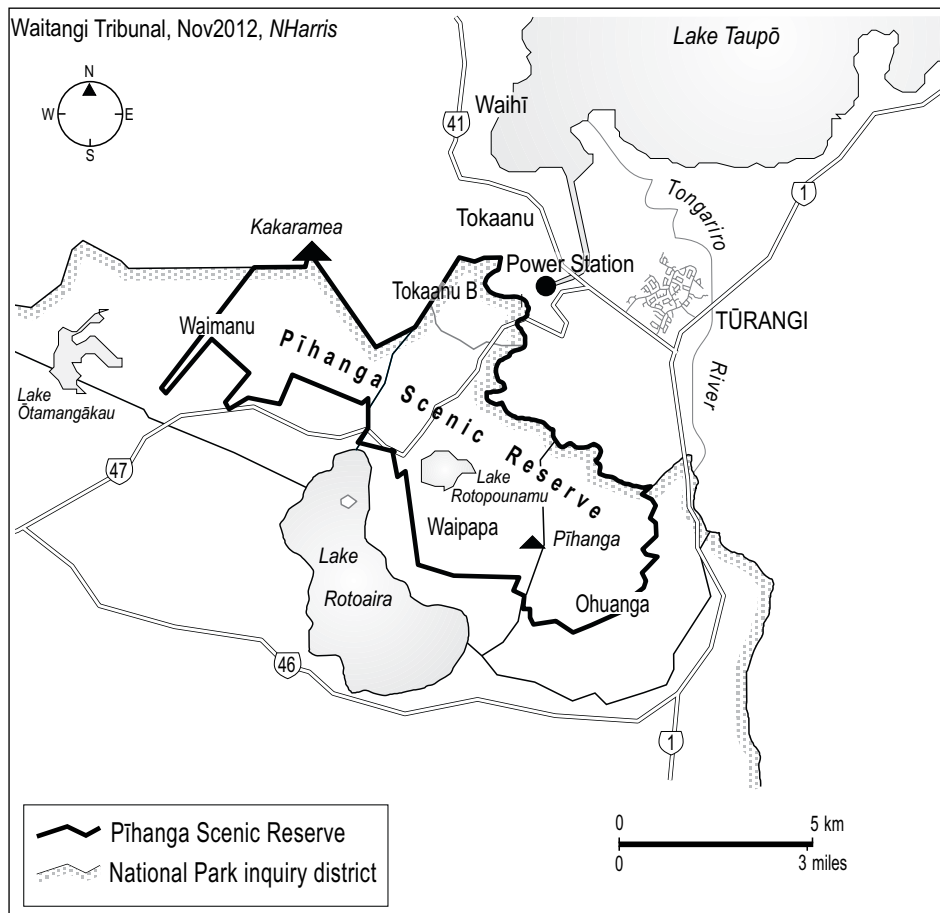 Waitangi Tribunal, Nov2012, NHarris
N
W
E
S
Lake Taupō
Waihī
41
1
Tongariro
River
Tokaanu
Kakaramea
Power Station
Tokaanu B
TŪRANGI
Waimanu
Pīhanga Scenic Reserve
Lake
Ōtamangākau
47
Lake
Rotopounamu
Waipapa
Pīhanga
Lake
Rotoaira
Ohuanga
46
1
Pīhanga Scenic Reserve
National Park inquiry district
0
5 km
0
3 miles